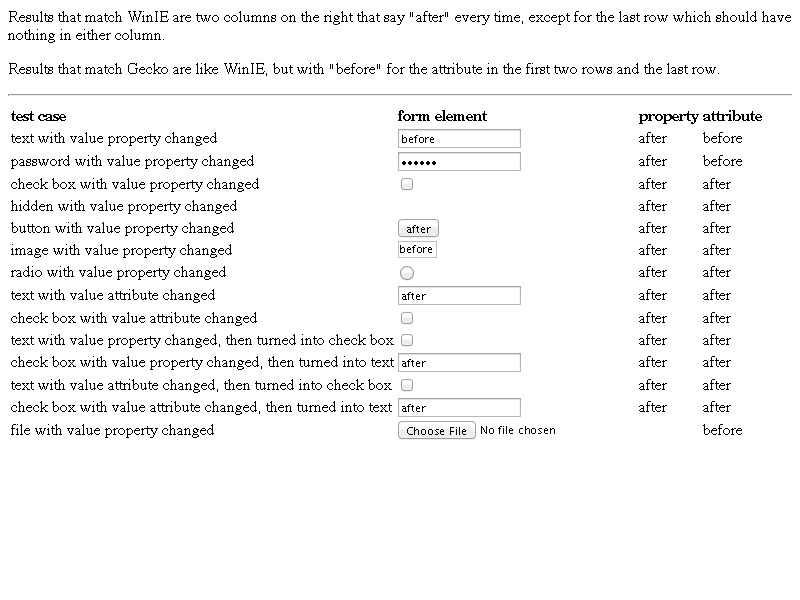 Results that match WinIE are two columns on the right that say "after" every time, except for the last row which should have
nothing in either column.
Results that match Gecko are like WinIE, but with "before" for the attribute in the first two rows and the last row.
test case form element property attribute
text with value property changed before after before
password with value property changed •••••• after before
check box with value property changed after after
hidden with value property changed after after
button with value property changed after after after
image with value property changed before after after
radio with value property changed after after
text with value attribute changed after after after
check box with value attribute changed after after
text with value property changed, then turned into check box after after
check box with value property changed, then turned into text after after after
text with value attribute changed, then turned into check box after after
check box with value attribute changed, then turned into text after after after
file with value property changed Choose File No file chosen before